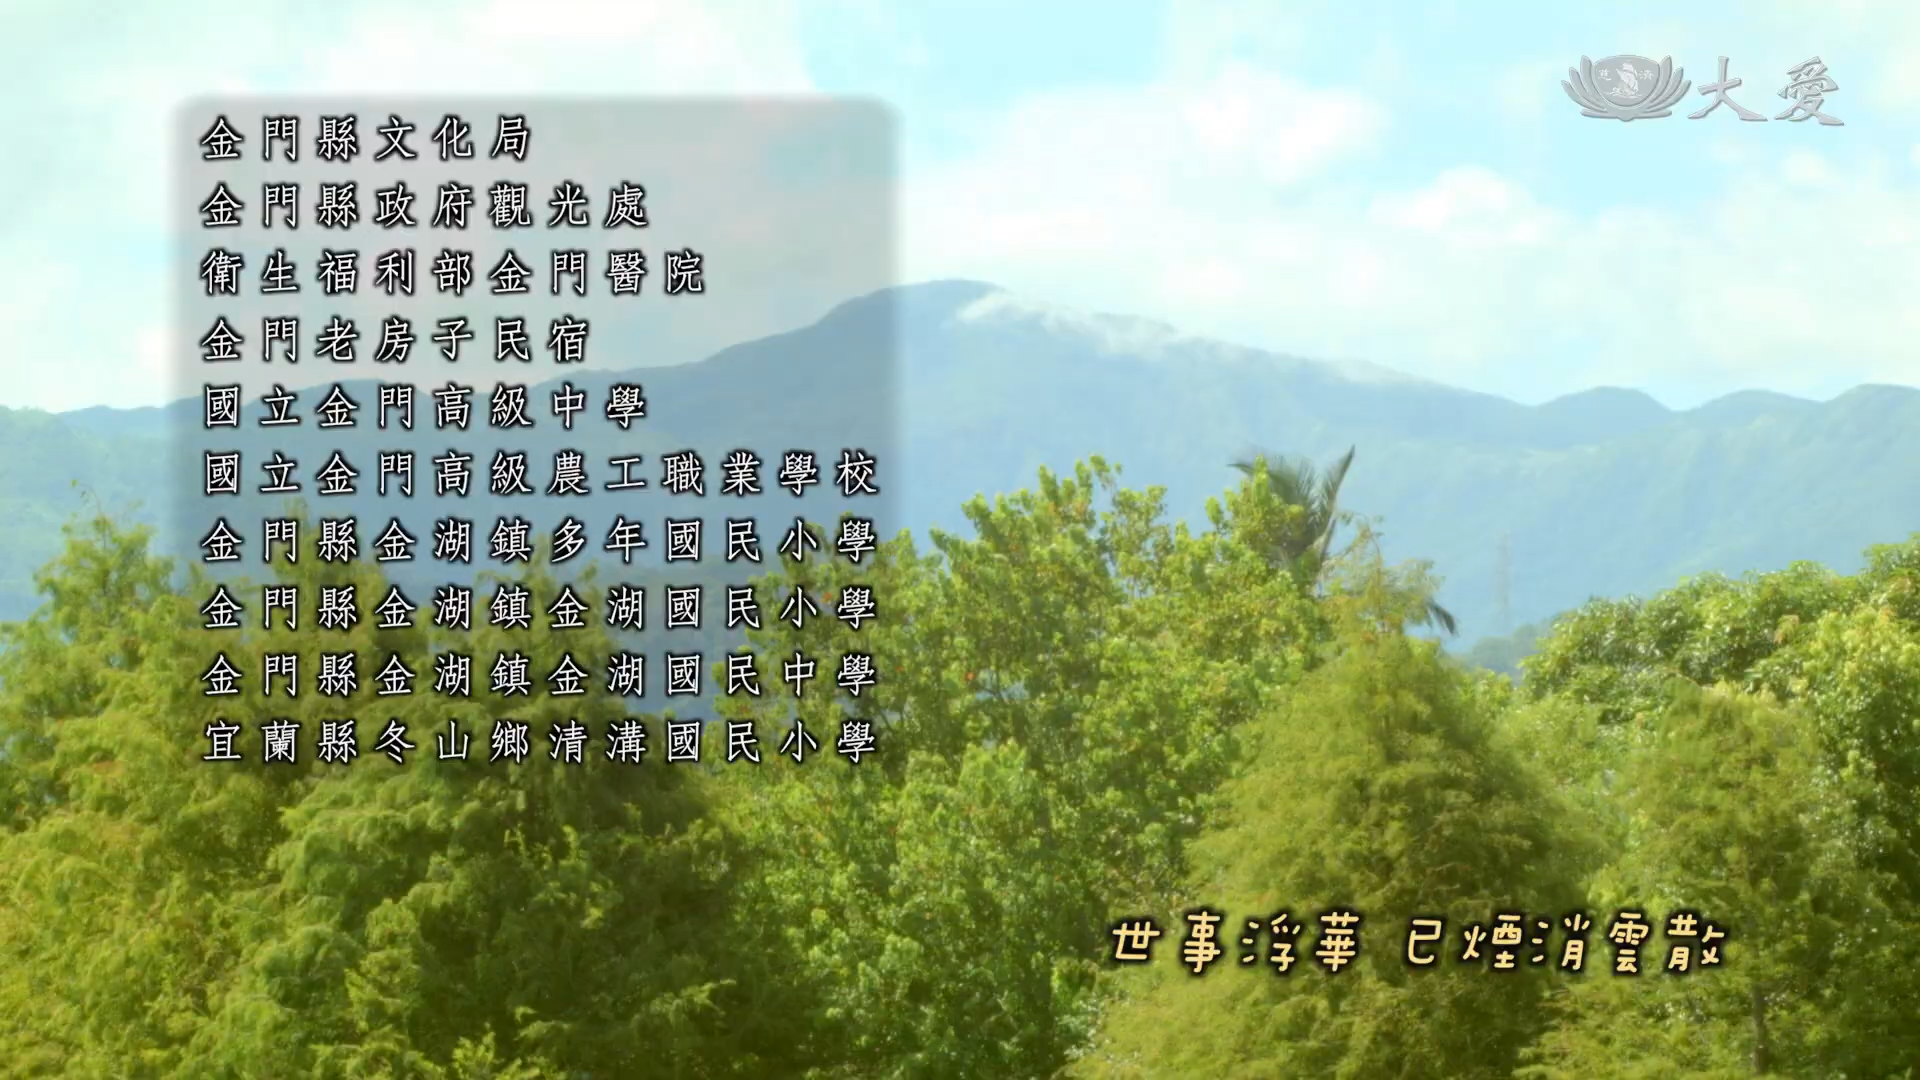 慈濟
大愛
金門縣文化局
金門縣政府觀光處
衛生福利部金門醫院
金門老房子民宿
國立金門高級中學
國立金門高級農工職業學校
金門縣金湖鎮多年國民小學
金門縣金湖鎮金湖國民小學
金門縣金湖鎮金湖國民中學
宜蘭縣冬山鄉清溝國民小學
世事浮華 已煙消雲散